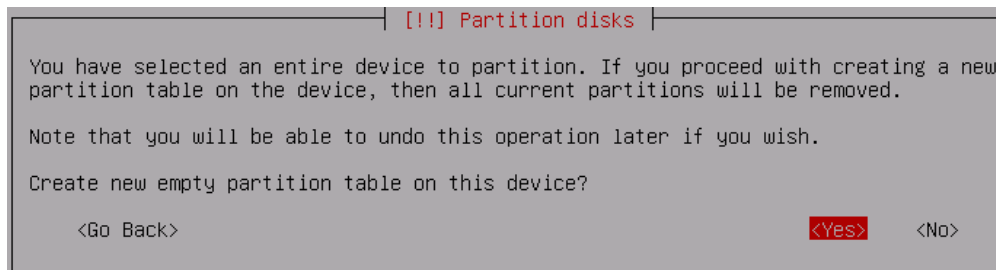 [!!] Partition disks
You have selected an entire device to partition. If you proceed with creating a new
partition table on the device, then all current partitions will be removed.
Note that you will be able to undo this operation later if you wish.
Create new empty partition table on this device?
<Go Back> <Yes> <No>